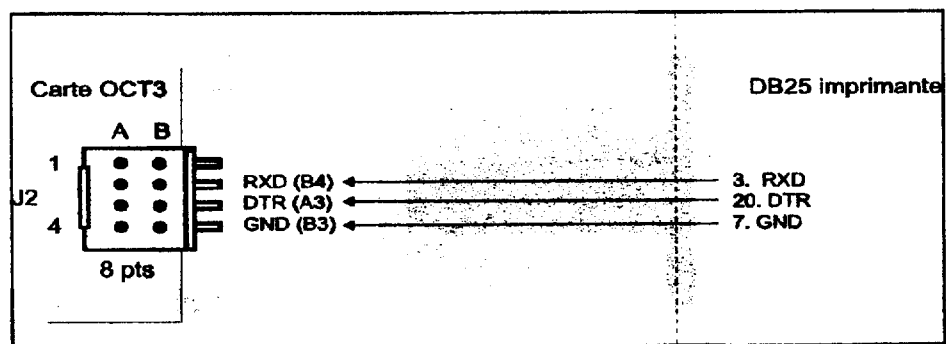 Carte OCT3
DB25 imprimante
A B
1
RXD (B4)
3. RXD
J2
DTR (A3)
20. DTR
4
GND (B3)
7. GND
8 pts